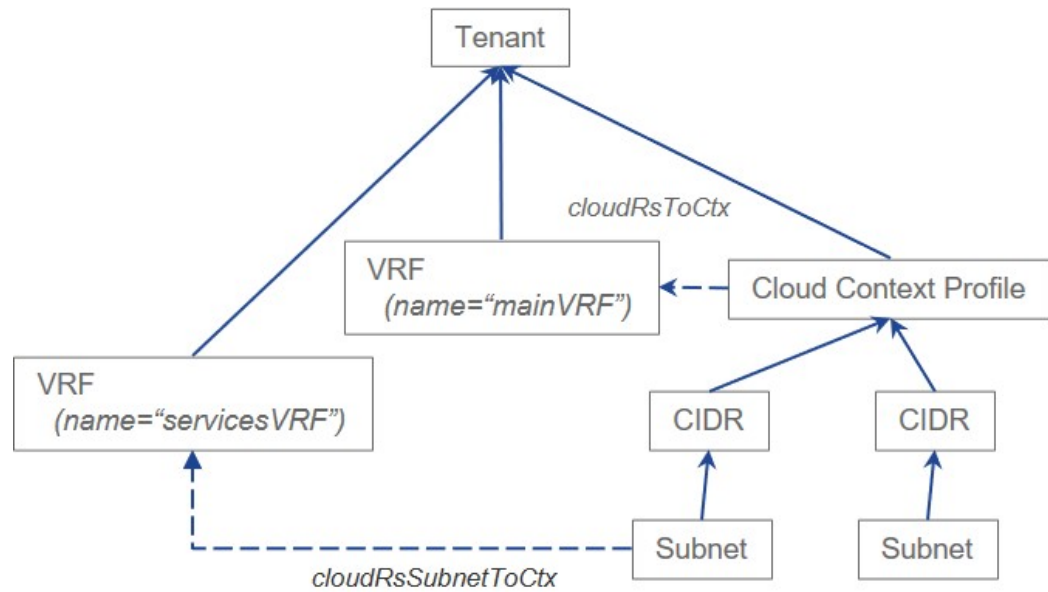 Tenant
cloudRsToCtx
VRF
(name=“mainVRF”)
Cloud Context Profile
VRF
(name=“servicesVRF”)
CIDR
CIDR
Subnet
Subnet
cloudRsSubnetToCtx